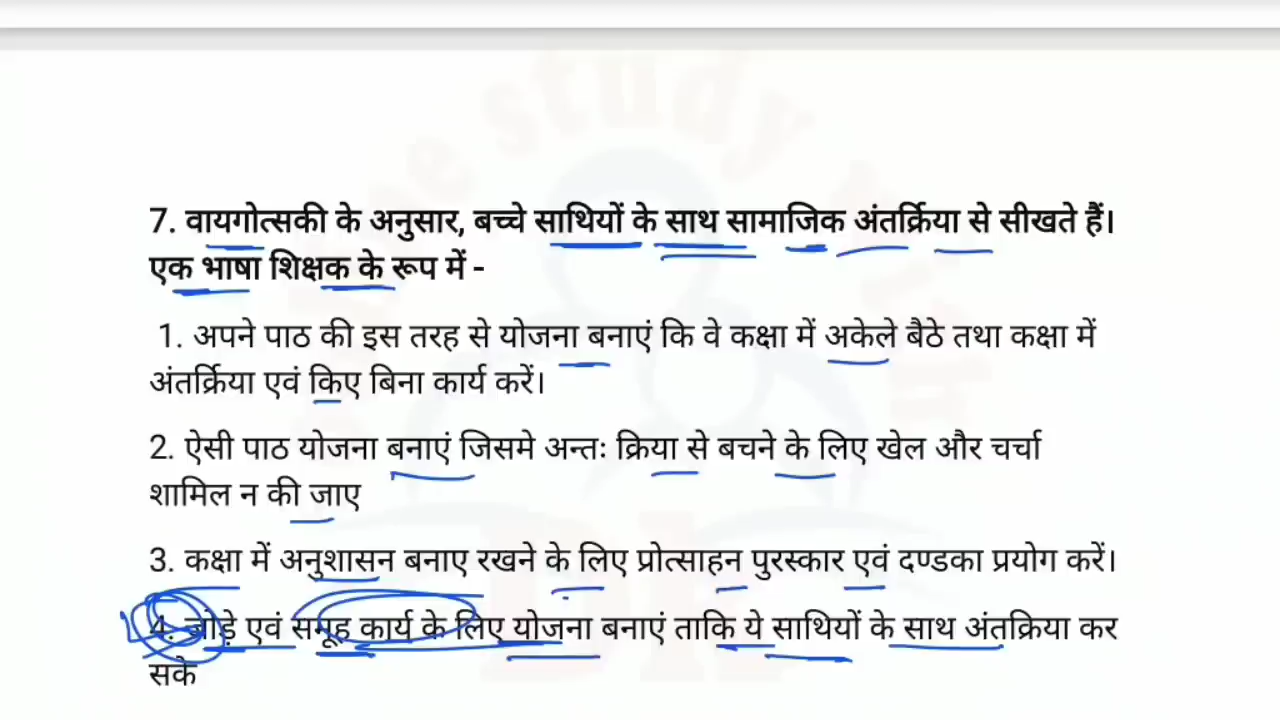 the study
7. वायगोत्सकी के अनुसार, बच्चे साथियों के साथ सामाजिक अंतर्क्रिया से सीखते हैं।
एक भाषा शिक्षक के रूप में -
1. अपने पाठ की इस तरह से योजना बनाएं कि वे कक्षा में अकेले बैठे तथा कक्षा में
अंतर्क्रिया एवं किए बिना कार्य करें।
2. ऐसी पाठ योजना बनाएं जिसमे अन्तः क्रिया से बचने के लिए खेल और चर्चा
शामिल न की जाए
3. कक्षा में अनुशासन बनाए रखने के लिए प्रोत्साहन पुरस्कार एवं दण्डका प्रयोग करें।
4. जोड़े एवं समूह कार्य के लिए योजना बनाएं ताकि ये साथियों के साथ अंतक्रिया कर
सके